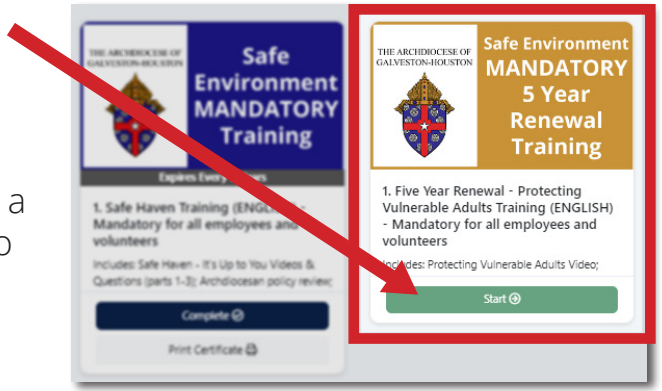 a
o
THE ARCHDIOCESE OF
GALVESTON-HOUSTON
Safe
Environment
MANDATORY
Training
1. Safe Haven Training (ENGLISH) -
Mandatory for all employees and
volunteers
Includes: Safe Haven - It's Up to You Videos &
Questions (parts 1-3); Archdiocesan policy review;
Complete
Print Certificate
THE ARCHDIOCESE OF
GALVESTON-HOUSTON
Safe Environment
MANDATORY
5 Year
Renewal
Training
1. Five Year Renewal - Protecting
Vulnerable Adults Training (ENGLISH)
- Mandatory for all employees and
volunteers
Protecting Vulnerable Adults Video;
Start